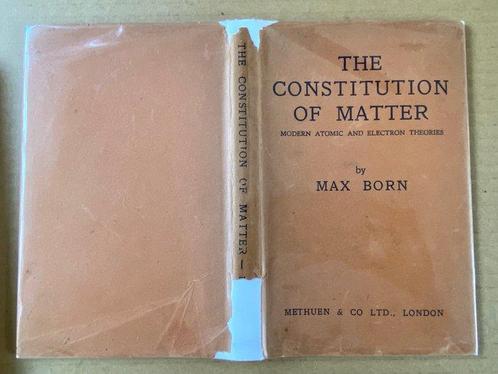 THE CONSTITUTION OF MATTER —
THE
CONSTITUTION
OF MATTER
MODERN ATOMIC AND ELECTRON THEORIES
by
MAX BORN
METHUEN & CO LTD., LONDON